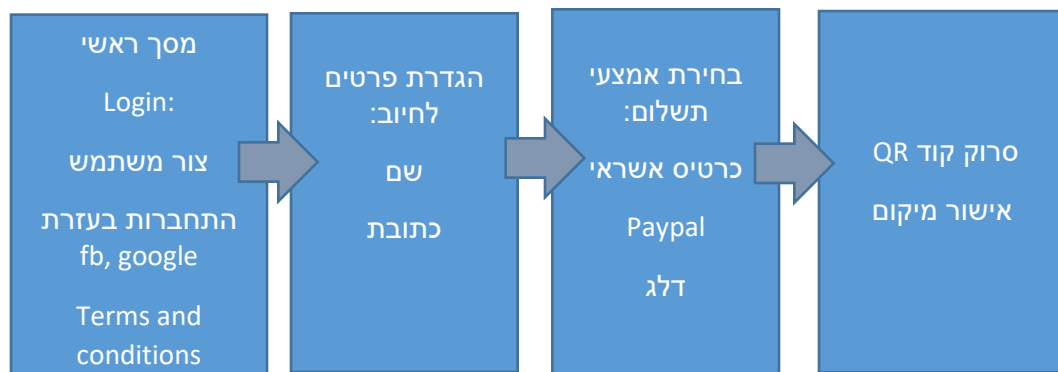 מסך ראשי
Login:
צור משתמש
התחברות בעזרת
fb, google
Terms and
conditions
הגדרת פרטים
לחיוב:
שם
כתובת
בחירת אמצעי
תשלום:
כרטיס אשראי
Paypal
דלג
סרוק קוד QR
אישור מיקום